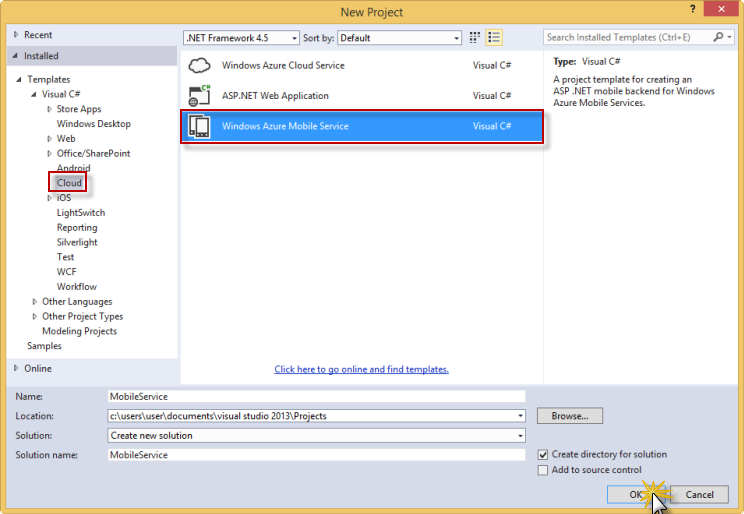 New Project
?
Recent
.NET Framework 4.5
Sort by: Default
Search Installed Templates (Ctrl+E)
Installed
Templates
Visual C#
Store Apps
Windows Desktop
Web
Office/SharePoint
Android
Cloud
iOS
LightSwitch
Reporting
Silverlight
Test
WCF
Workflow
Other Languages
Other Project Types
Modeling Projects
Samples
Online
Windows Azure Cloud Service Visual C#
ASP.NET Web Application Visual C#
Windows Azure Mobile Service Visual C#
Click here to go online and find templates.
Type: Visual C#
A project template for creating an
ASP .NET mobile backend for Windows
Azure Mobile Services.
Name: MobileService
Location: c:\users\user\documents\visual studio 2013\Projects
Browse...
Solution: Create new solution
Solution name: MobileService
Create directory for solution
Add to source control
OK
Cancel